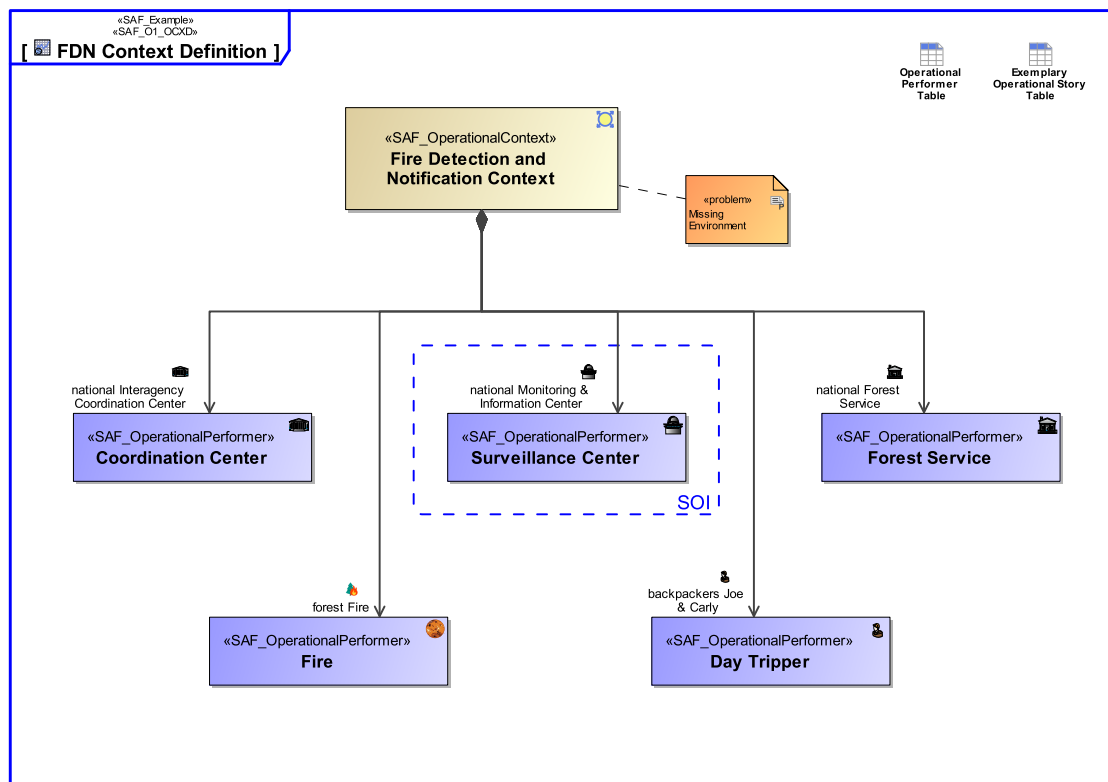 «SAF_Example»
«SAF_O1_OCXD»
[ FDN Context Definition ]
Operational
Performer
Table
Exemplary
Operational Story
Table
«SAF_OperationalContext»
Fire Detection and
Notification Context
«problem»
Missing
Environment
national Interagency
Coordination Center
«SAF_OperationalPerformer»
Coordination Center
national Monitoring &
Information Center
«SAF_OperationalPerformer»
Surveillance Center
SOI
national Forest
Service
«SAF_OperationalPerformer»
Forest Service
forest Fire
«SAF_OperationalPerformer»
Fire
backpackers Joe
& Carly
«SAF_OperationalPerformer»
Day Tripper